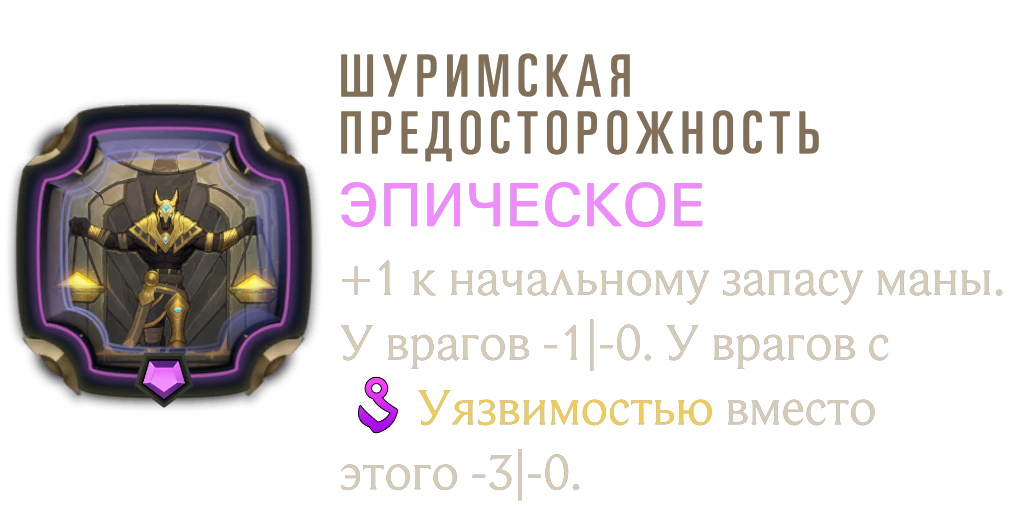 ШУРИМСКАЯ
ПРЕДОСТОРОЖНОСТЬ
ЭПИЧЕСКОЕ
+1 к начальному запасу маны.
У врагов -1|-0. У врагов с
Уязвимостью вместо
этого -3|-0.